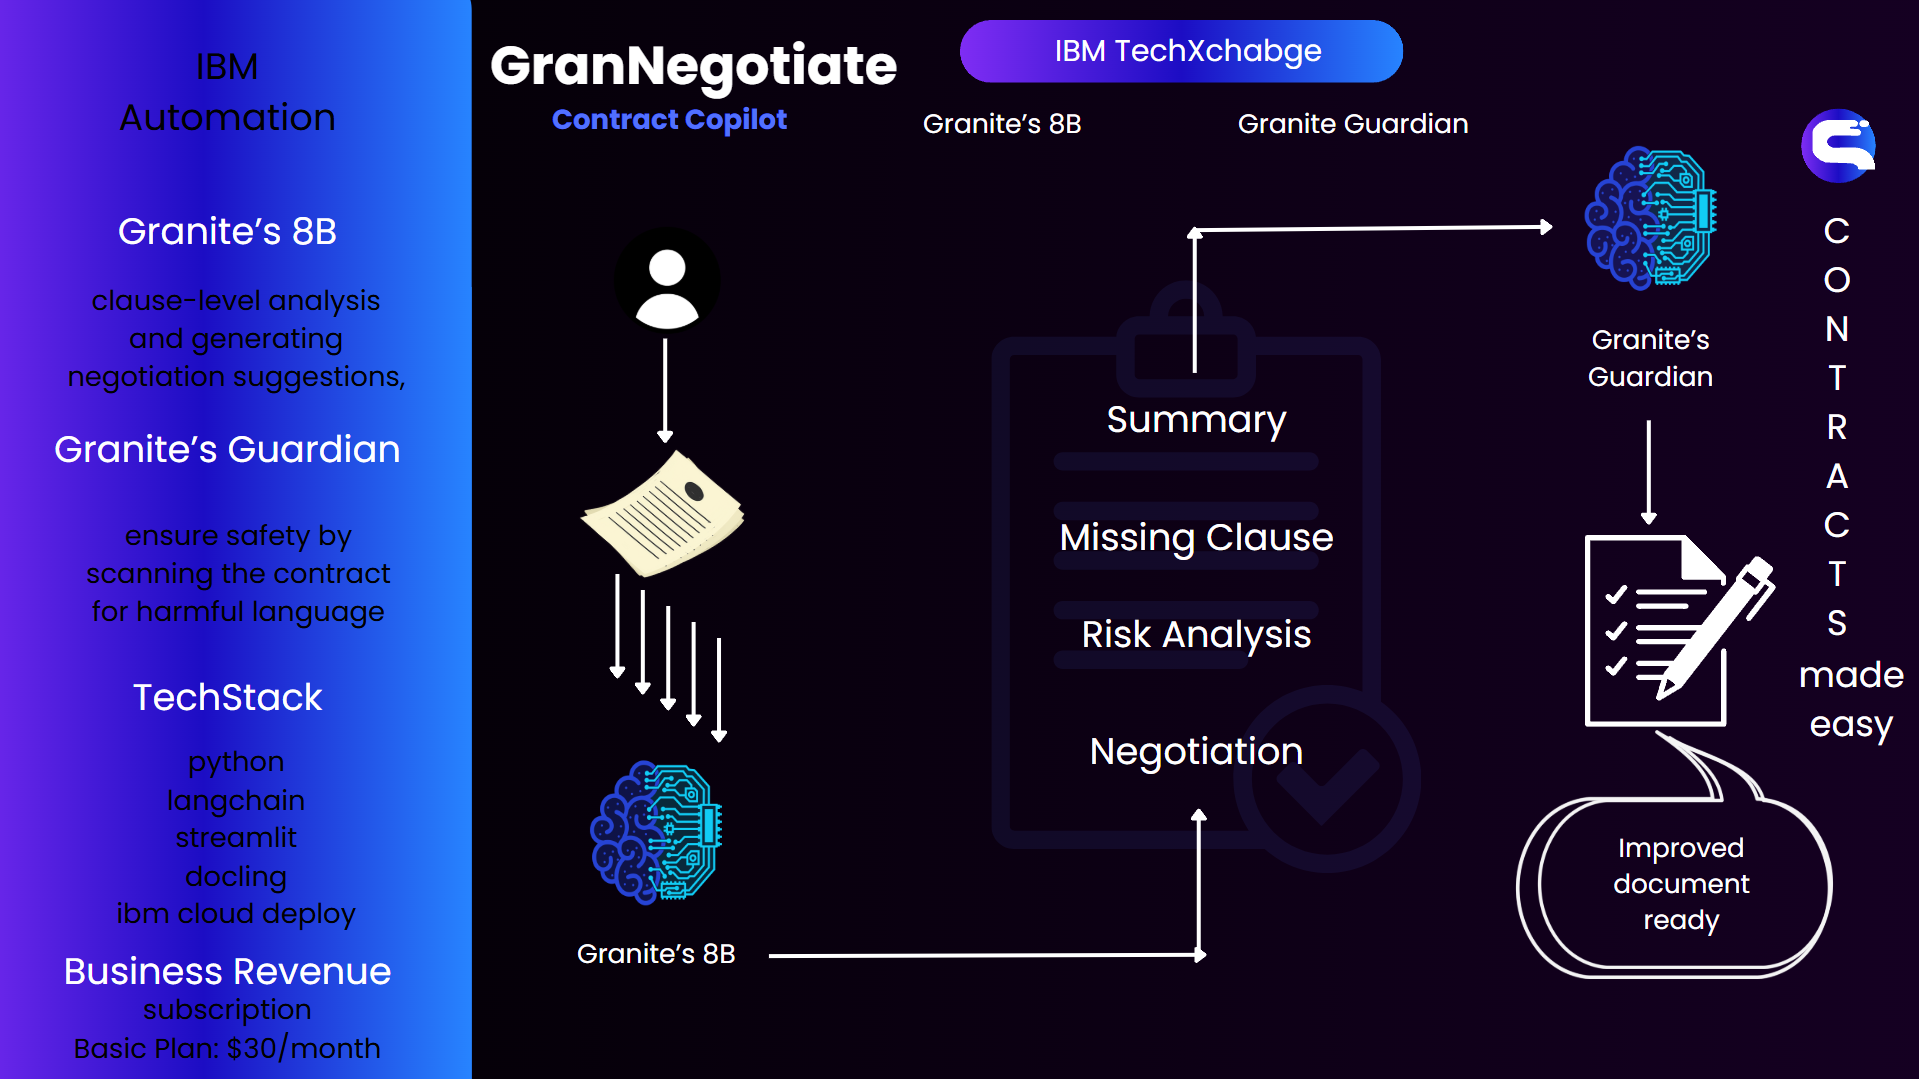 IBM
Automation
Granite’s 8B
clause-level analysis
and generating
negotiation suggestions,
Granite’s Guardian
ensure safety by
scanning the contract
for harmful language
TechStack
python
langchain
streamlit
docling
ibm cloud deploy
Business Revenue
subscription
Basic Plan: $30/month
GranNegotiate
Contract Copilot
IBM TechXchabge
Granite’s 8B
Granite Guardian
Granite’s 8B
Summary
Missing Clause
Risk Analysis
Negotiation
Granite’s
Guardian
Improved
document
ready
C
O
N
T
R
A
C
T
S
made
easy